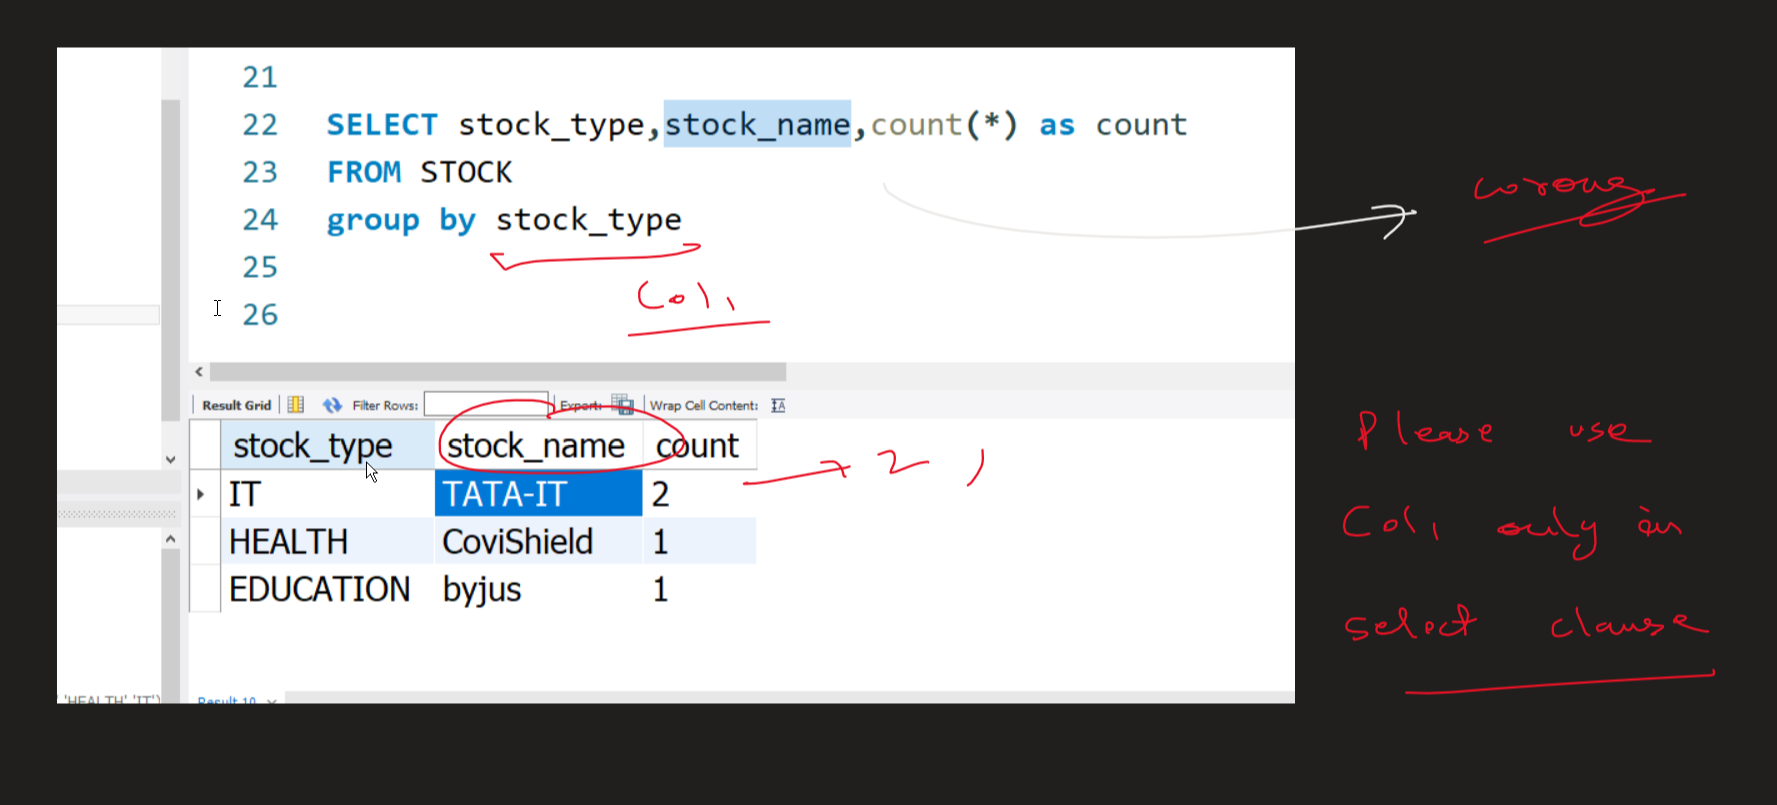 21
22 SELECT stock_type,stock_name,count(*) as count
23 FROM STOCK
24 group by stock_type
25
26
Col1
worong
Result Grid Filter Rows: Export: Wrap Cell Content: IA
stock_type stock_name count
IT TATA-IT 2
HEALTH CoviShield 1
EDUCATION byjus 1
→ 2 ,
Please use
Col1 only in
select clause
'HEALTH' 'IT')
Result 10